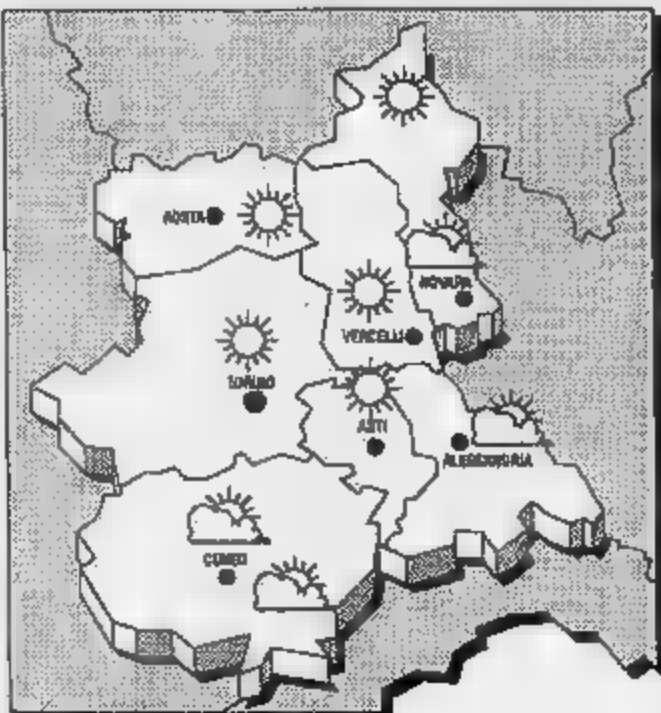 AOSTA
NOVARA
VERCELLI
TORINO
ASTI
ALESSANDRIA
CUNEO